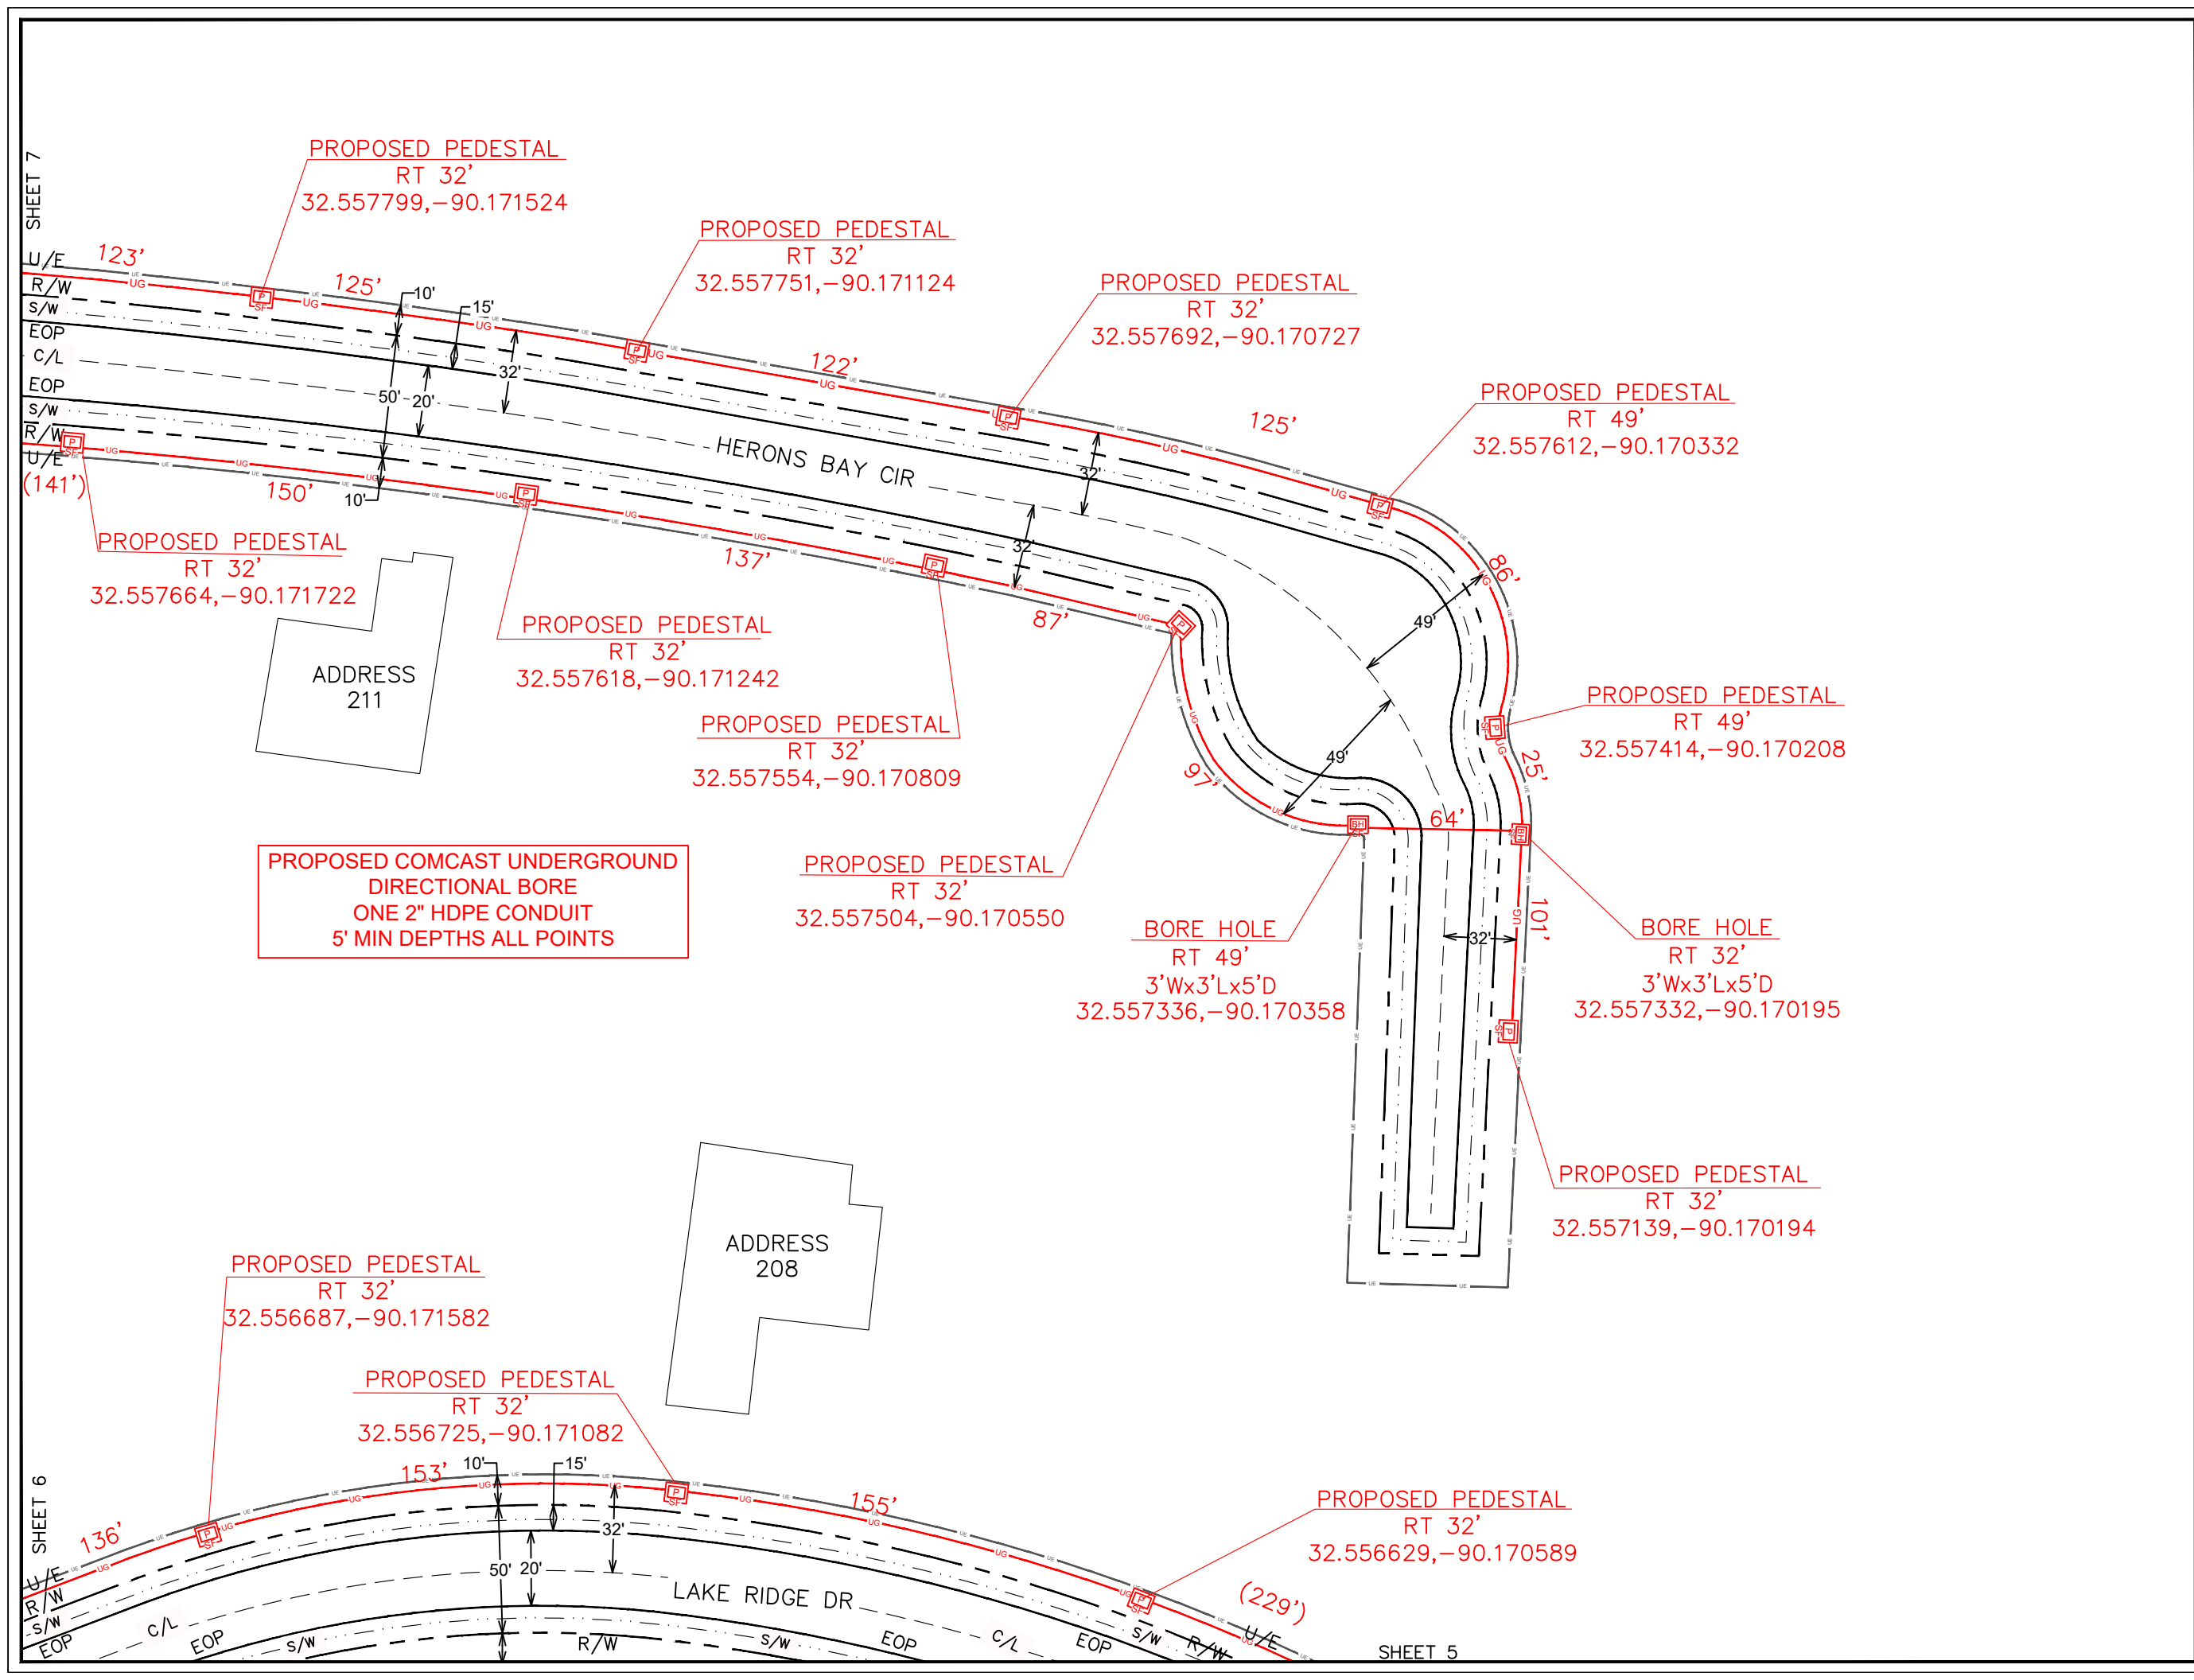 SHEET 7
PROPOSED PEDESTAL
RT 32'
32.557799,-90.171524
PROPOSED PEDESTAL
RT 32'
32.557751,-90.171124
PROPOSED PEDESTAL
RT 32'
32.557692,-90.170727
PROPOSED PEDESTAL
RT 49'
32.557612,-90.170332
U/E
R/W
S/W
EOP
C/L
EOP
S/W
R/W
U/E
(141')
123'
125'
10'
15'
122'
125'
50'
20'
32'
10'
150'
137'
87'
32'
32'
HERONS BAY CIR
86'
49'
49'
97'
25'
64'
101'
32'
PROPOSED PEDESTAL
RT 32'
32.557664,-90.171722
ADDRESS
211
PROPOSED PEDESTAL
RT 32'
32.557618,-90.171242
PROPOSED PEDESTAL
RT 32'
32.557554,-90.170809
PROPOSED PEDESTAL
RT 49'
32.557414,-90.170208
PROPOSED COMCAST UNDERGROUND
DIRECTIONAL BORE
ONE 2" HDPE CONDUIT
5' MIN DEPTHS ALL POINTS
PROPOSED PEDESTAL
RT 32'
32.557504,-90.170550
BORE HOLE
RT 49'
3'Wx3'Lx5'D
32.557336,-90.170358
BORE HOLE
RT 32'
3'Wx3'Lx5'D
32.557332,-90.170195
PROPOSED PEDESTAL
RT 32'
32.557139,-90.170194
ADDRESS
208
PROPOSED PEDESTAL
RT 32'
32.556687,-90.171582
PROPOSED PEDESTAL
RT 32'
32.556725,-90.171082
PROPOSED PEDESTAL
RT 32'
32.556629,-90.170589
SHEET 6
136'
153'
10'
15'
155'
32'
50'
20'
(229')
LAKE RIDGE DR
U/E
R/W
S/W
EOP
C/L
EOP
S/W
R/W
S/W
EOP
C/L
EOP
S/W
R/W
U/E
SHEET 5